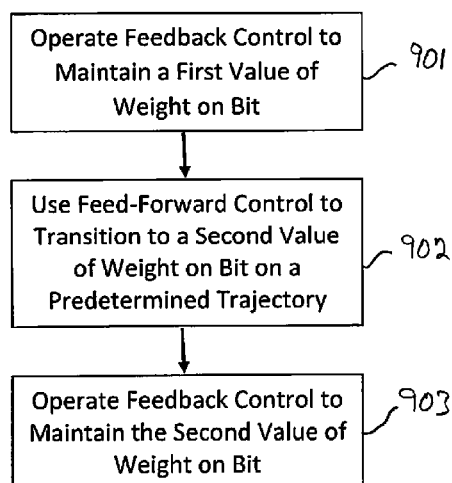 Operate Feedback Control to
Maintain a First Value of
Weight on Bit
901
Use Feed-Forward Control to
Transition to a Second Value
of Weight on Bit on a
Predetermined Trajectory
902
Operate Feedback Control to
Maintain the Second Value of
Weight on Bit
903